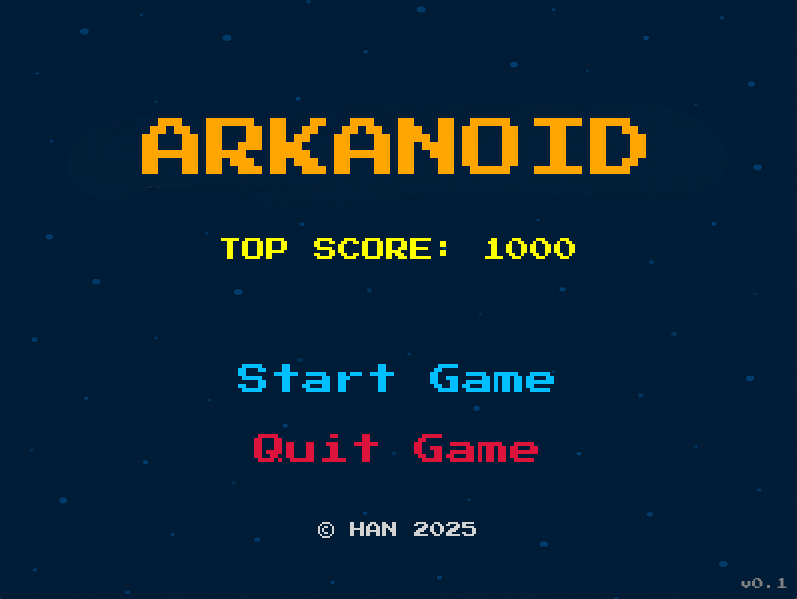 ARKANOID
TOP SCORE: 1000
Start Game
Quit Game
© HAN 2025
v0.1